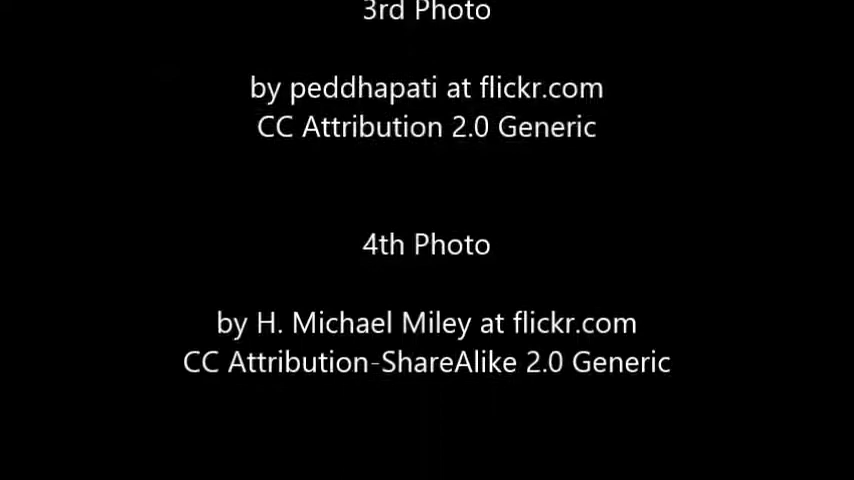 3rd Photo
by peddhapati at flickr.com
CC Attribution 2.0 Generic
4th Photo
by H. Michael Miley at flickr.com
CC Attribution-ShareAlike 2.0 Generic